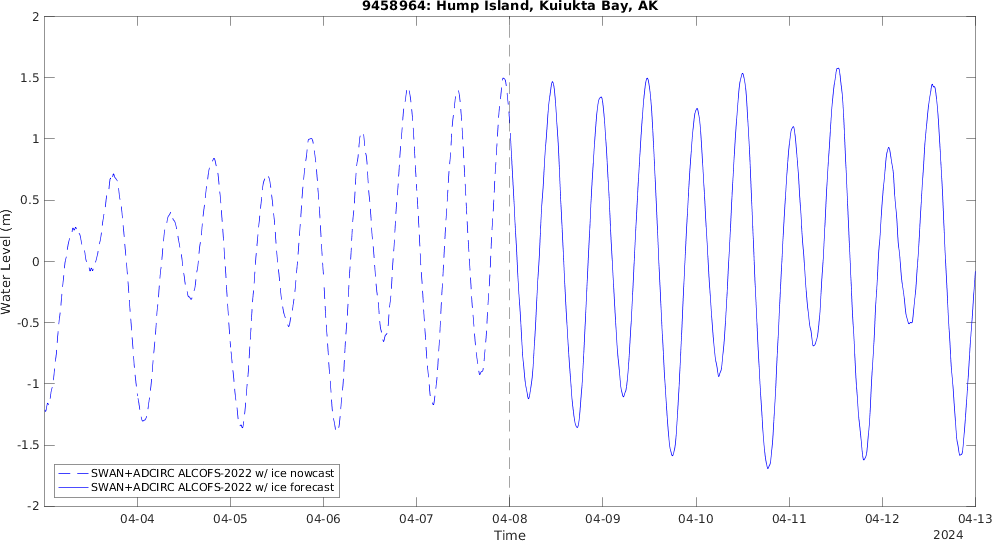 9458964: Hump Island, Kuiukta Bay, AK
Water Level (m)
2
1.5
1
0.5
0
-0.5
-1
-1.5
-2
SWAN+ADCIRC ALCOFS-2022 w/ ice nowcast
SWAN+ADCIRC ALCOFS-2022 w/ ice forecast
04-04 04-05 04-06 04-07 04-08 04-09 04-10 04-11 04-12 04-13
Time
2024